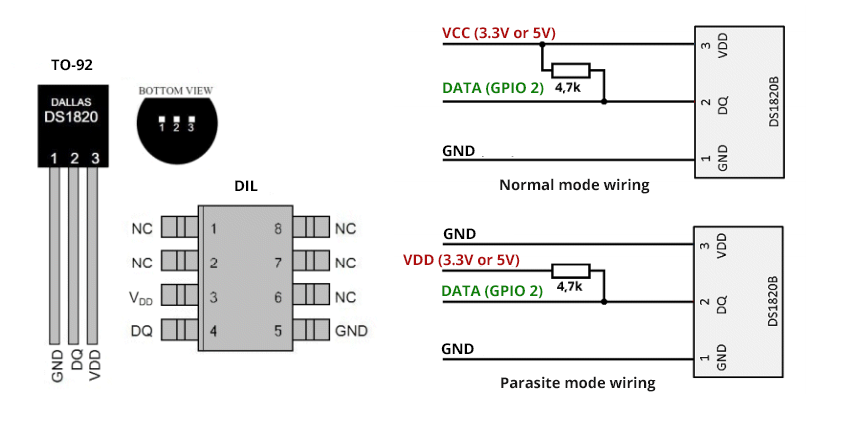 TO-92
DALLAS
DS1820
1 2 3
GND DQ VDD
BOTTOM VIEW
1 2 3
DIL
NC 1 8 NC
NC 2 7 NC
VDD 3 6 NC
DQ 4 5 GND
VCC (3.3V or 5V)
3 VDD
4,7k
DATA (GPIO 2)
2 DQ
DS1820B
GND
1 GND
Normal mode wiring
GND
3 VDD
VDD (3.3V or 5V)
4,7k
DATA (GPIO 2)
2 DQ
DS1820B
GND
1 GND
Parasite mode wiring